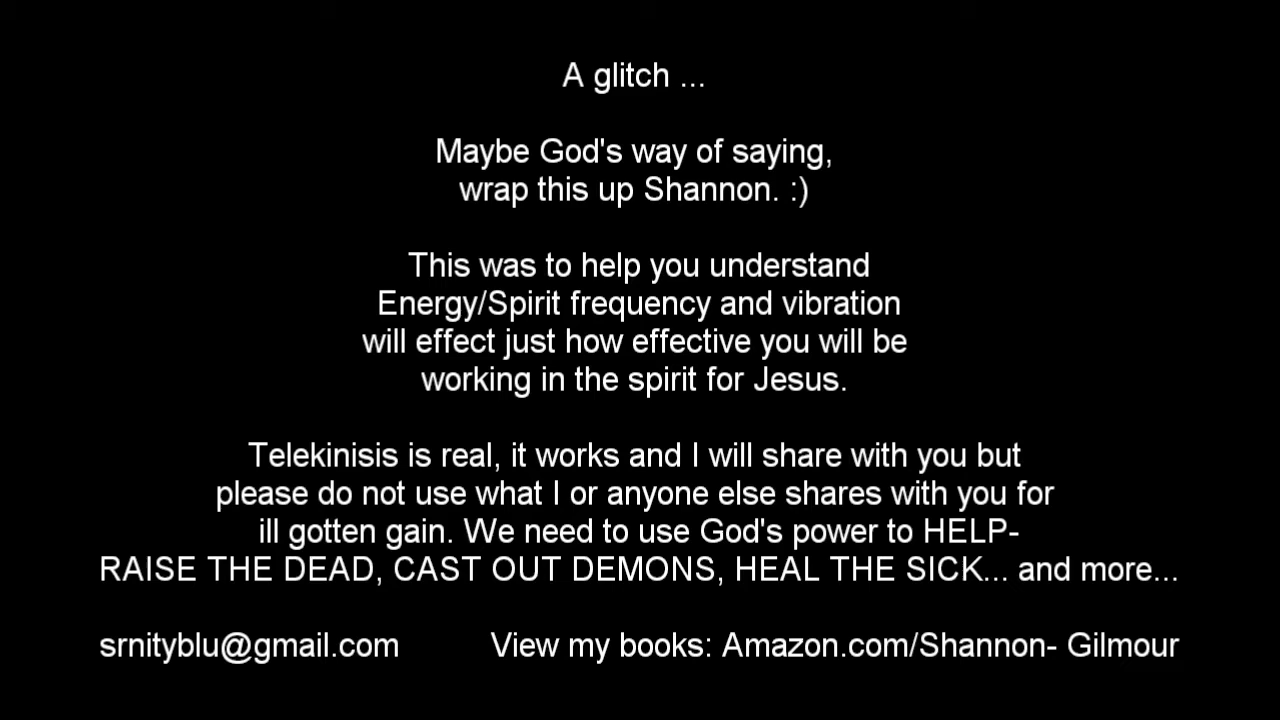 A glitch ...
Maybe God's way of saying,
wrap this up Shannon. :)
This was to help you understand
Energy/Spirit frequency and vibration
will effect just how effective you will be
working in the spirit for Jesus.
Telekinisis is real, it works and I will share with you but
please do not use what I or anyone else shares with you for
ill gotten gain. We need to use God's power to HELP-
RAISE THE DEAD, CAST OUT DEMONS, HEAL THE SICK... and more...
srnityblu@gmail.com View my books: Amazon.com/Shannon- Gilmour